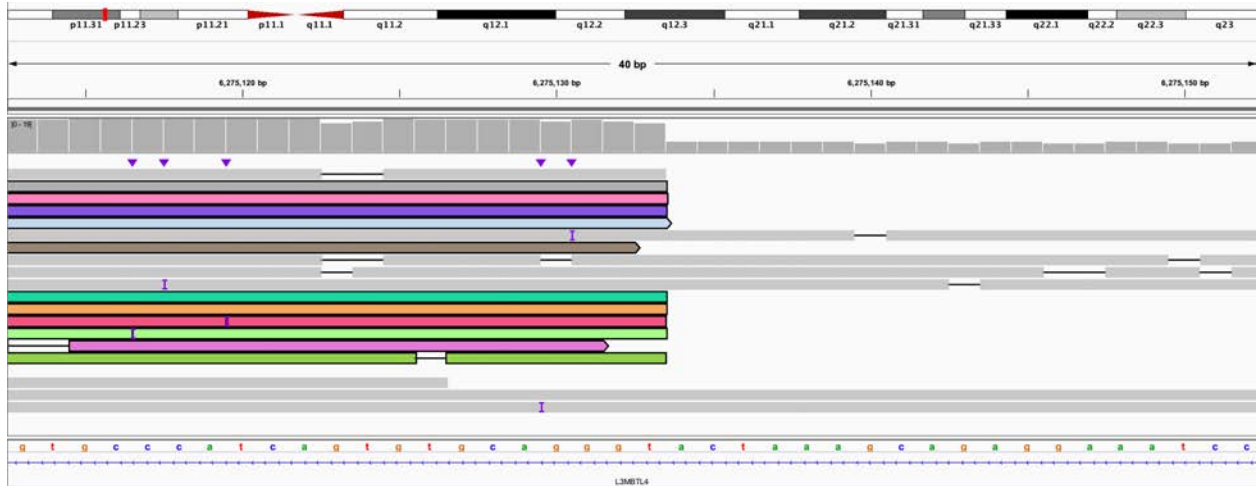 p11.31 p11.23 p11.21 p11.1 q11.1 q11.2 q12.1 q12.2 q12.3 q21.1 q21.2 q21.31 q21.33 q22.1 q22.2 q22.3 q23
40 bp
6,275,120 bp 6,275,130 bp 6,275,140 bp 6,275,150 bp
[0 - 19]
g t g c c c a t c a g t g t g c a g g g t a c t a a a g c a g a g g a a a t c c
L3MBTL4